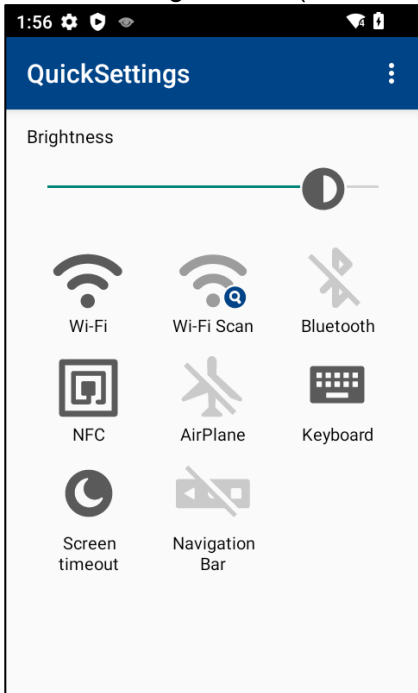 1:56
QuickSettings
Brightness
Wi-Fi
Wi-Fi Scan
Bluetooth
NFC
AirPlane
Keyboard
Screen
timeout
Navigation
Bar